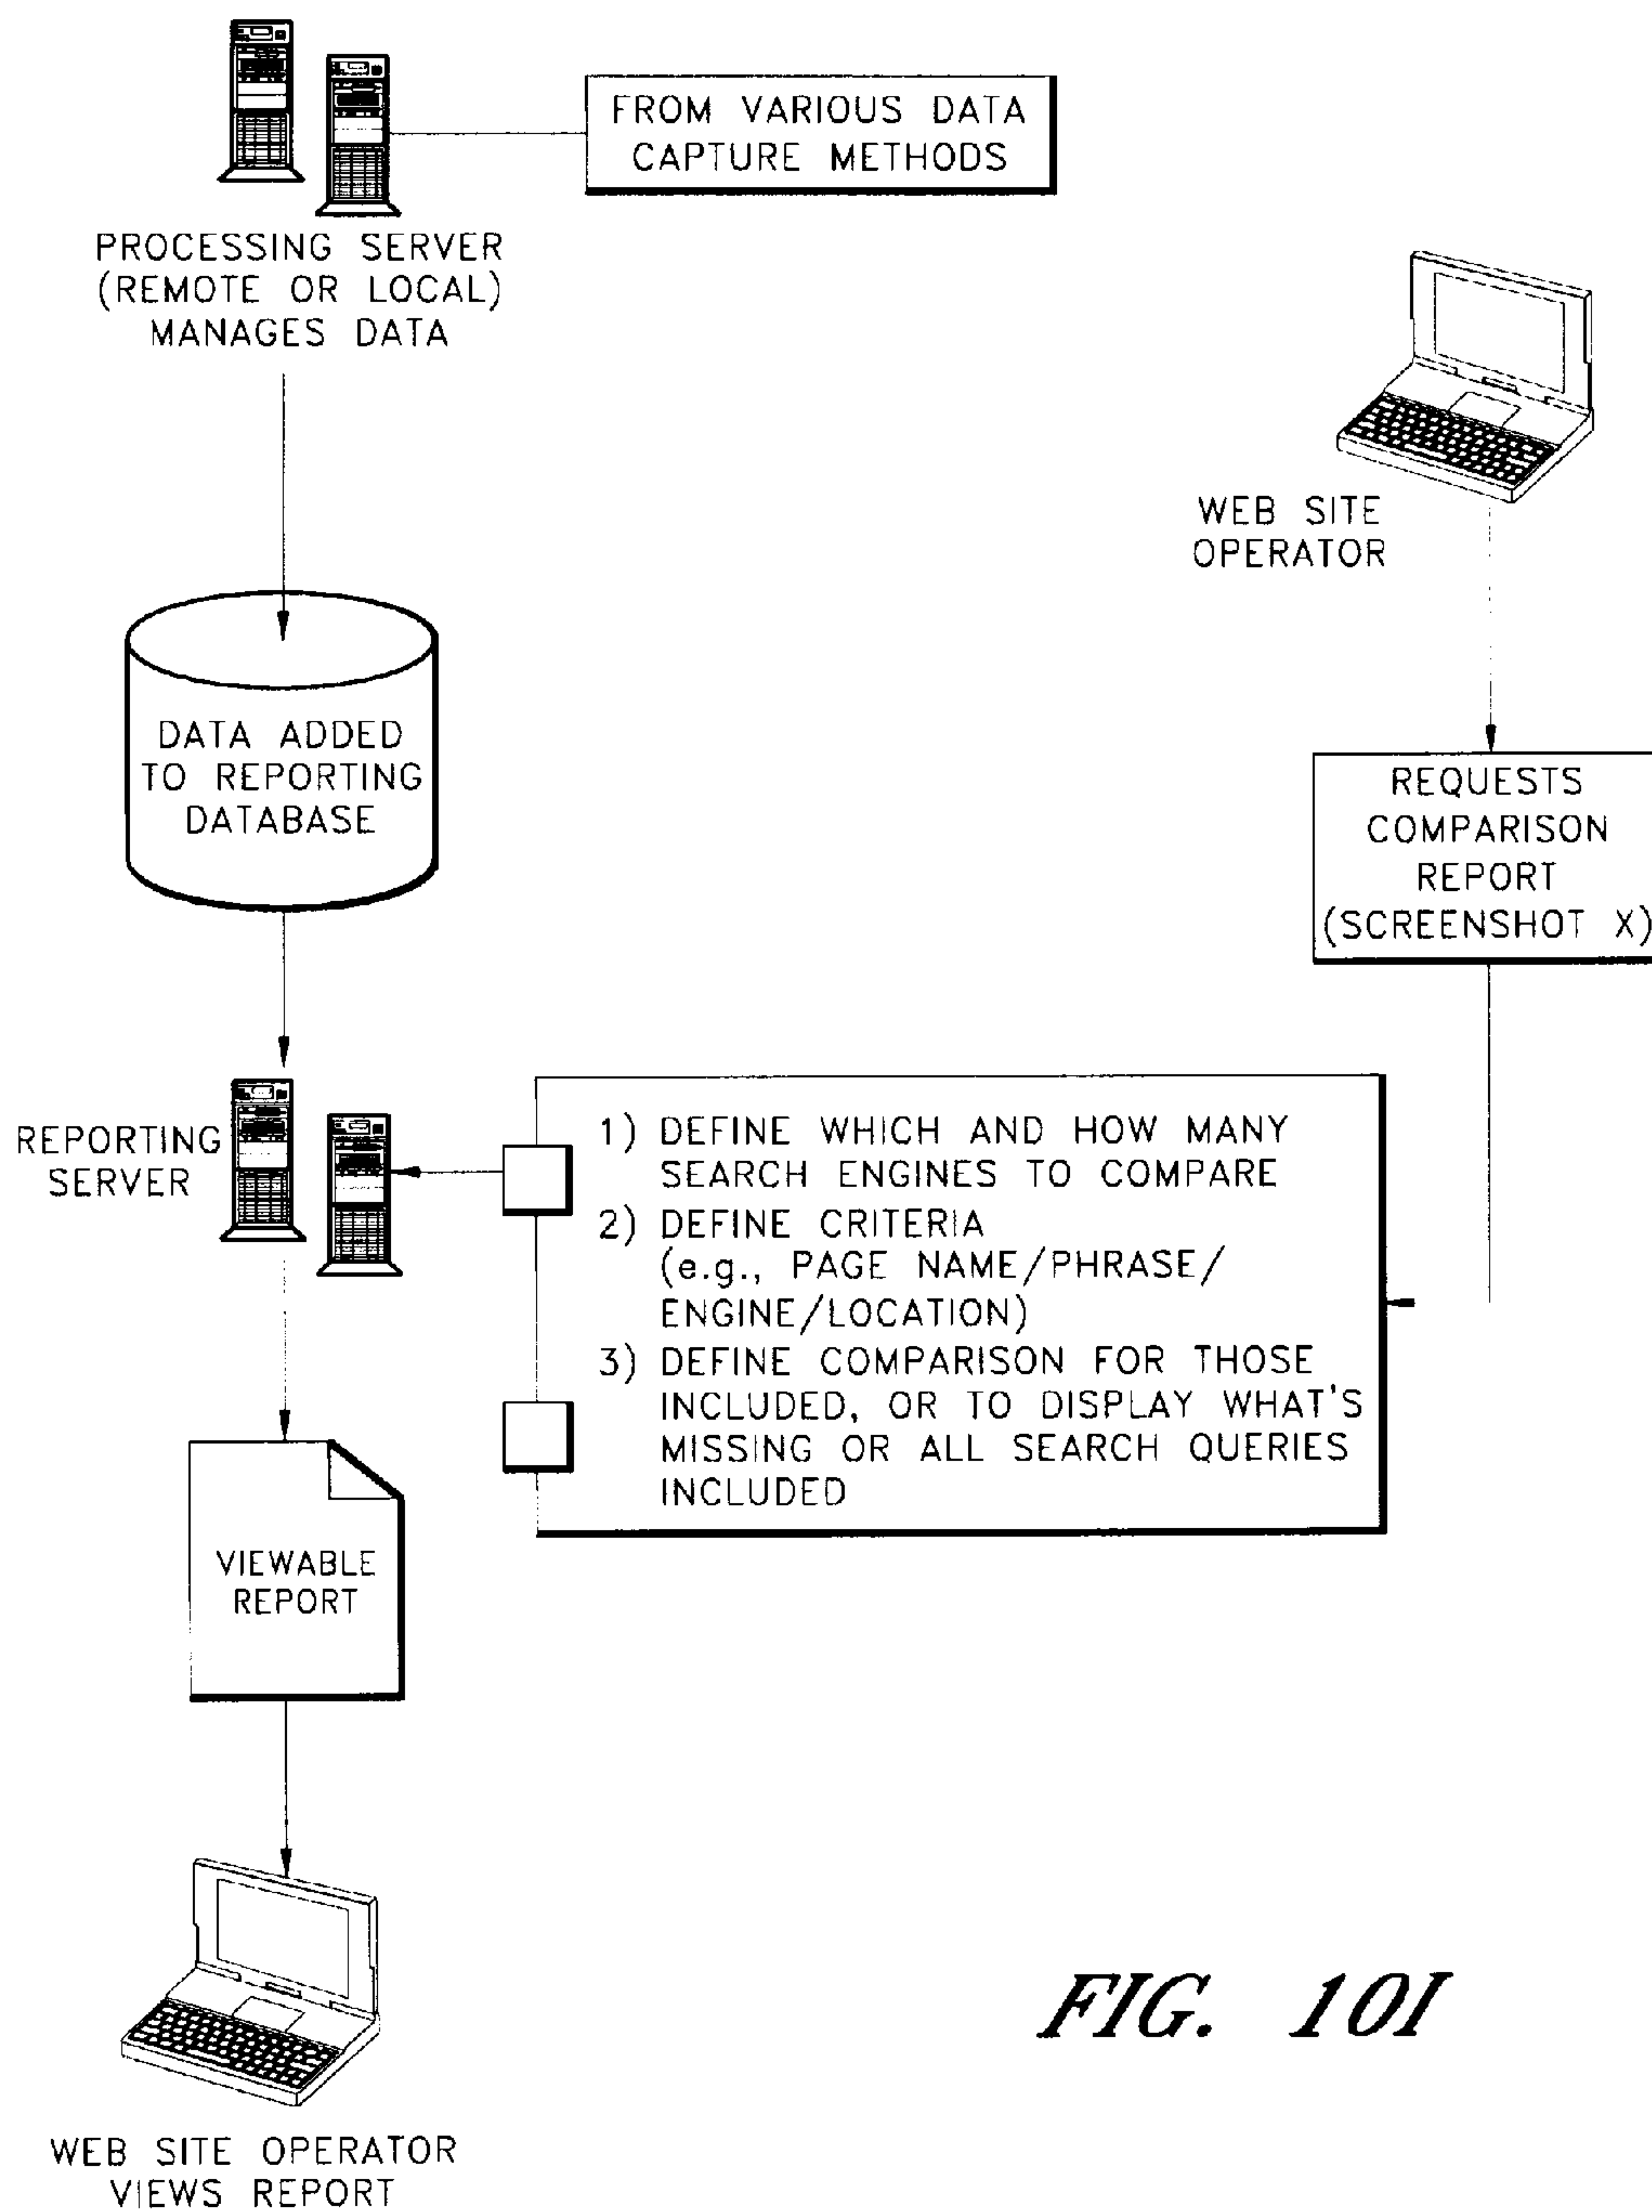 FROM VARIOUS DATA
CAPTURE METHODS
PROCESSING SERVER
(REMOTE OR LOCAL)
MANAGES DATA
WEB SITE
OPERATOR
DATA ADDED
TO REPORTING
DATABASE
REQUESTS
COMPARISON
REPORT
(SCREENSHOT X)
REPORTING
SERVER
1) DEFINE WHICH AND HOW MANY
SEARCH ENGINES TO COMPARE
2) DEFINE CRITERIA
(e.g., PAGE NAME/PHRASE/
ENGINE/LOCATION)
3) DEFINE COMPARISON FOR THOSE
INCLUDED, OR TO DISPLAY WHAT'S
MISSING OR ALL SEARCH QUERIES
INCLUDED
VIEWABLE
REPORT
WEB SITE OPERATOR
VIEWS REPORT
FIG. 10I